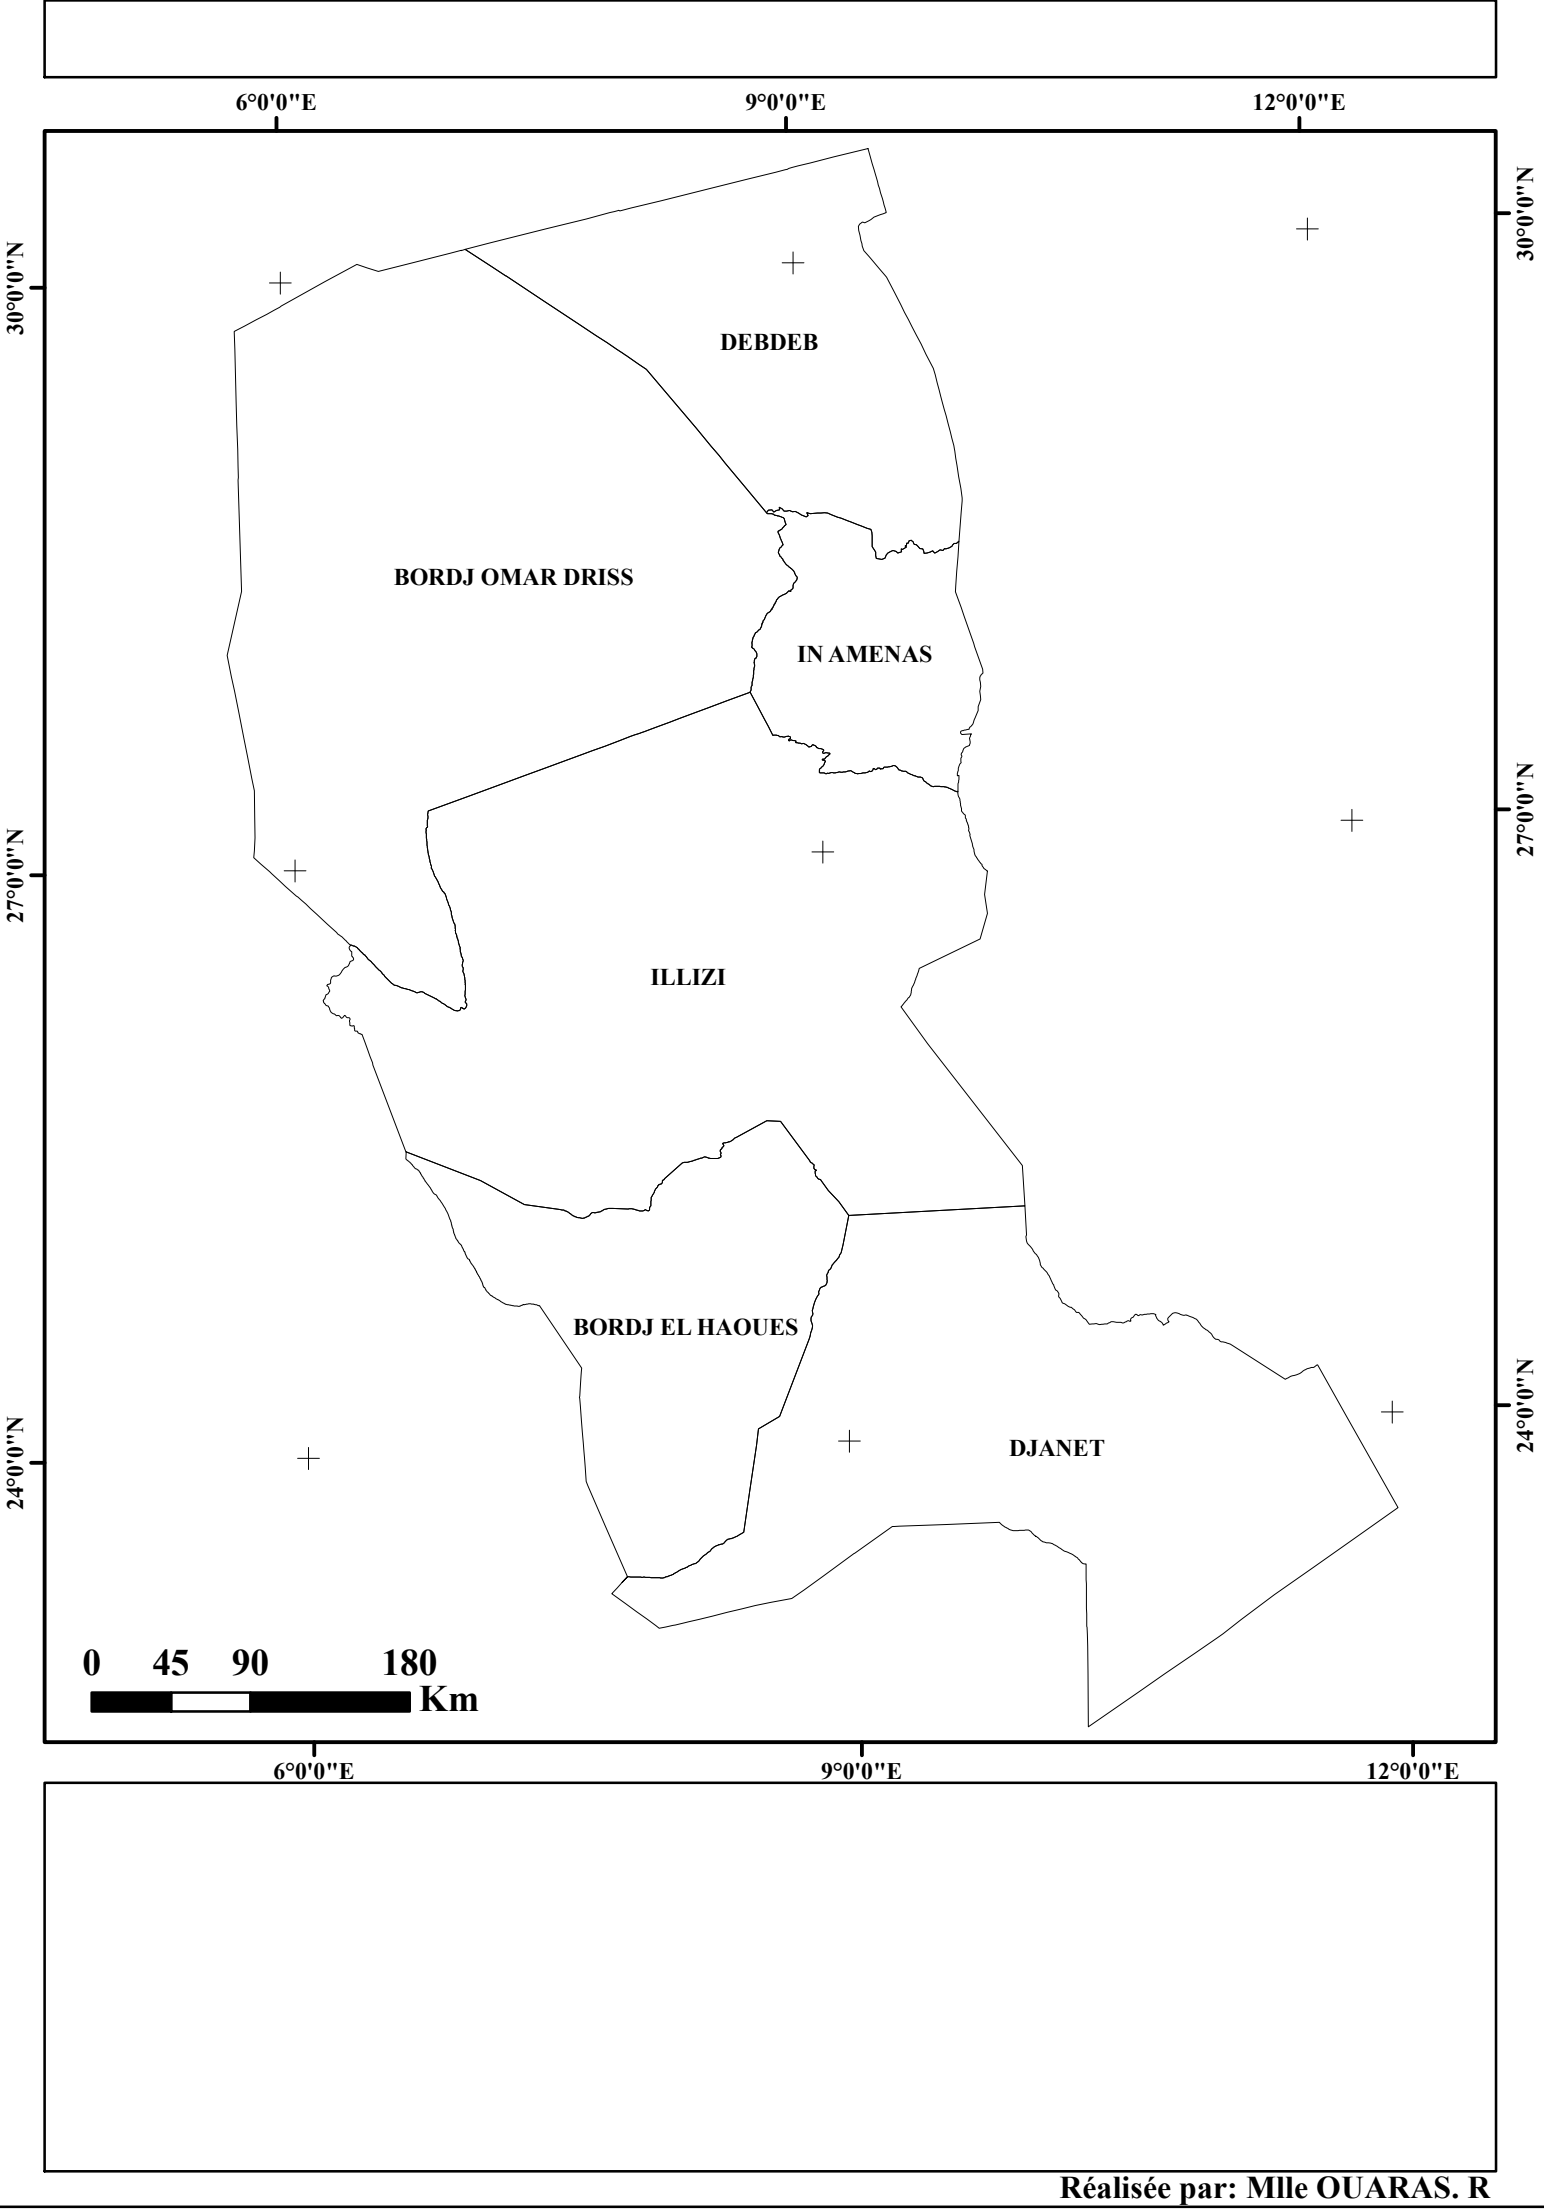 6°0'0"E 9°0'0"E 12°0'0"E
30°0'0"N
30°0'0"N
DEBDEB
BORDJ OMAR DRISS
IN AMENAS
27°0'0"N
27°0'0"N
ILLIZI
BORDJ EL HAOUES
24°0'0"N
24°0'0"N
DJANET
0 45 90 180
Km
6°0'0"E 9°0'0"E 12°0'0"E
Réalisée par: Mlle OUARAS. R